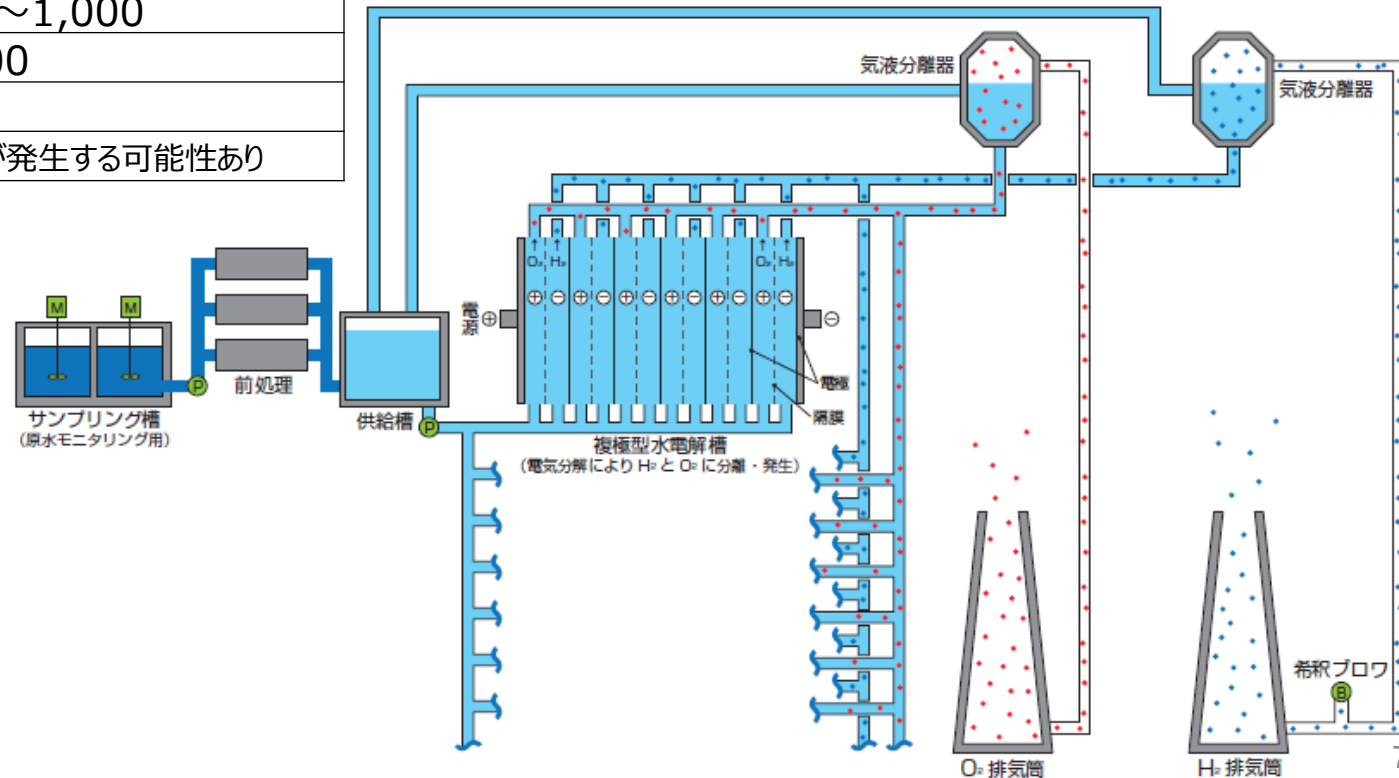 ～1,000
00
が発生する可能性あり
気液分離器
気液分離器
O₂ H₂
O₂ H₂
⊕ ⊖ ⊕ ⊖ ⊕ ⊖ ⊕ ⊖ ⊕ ⊖ ⊕ ⊖
電源 ⊕
⊖
M
M
P
前処理
電極
隔膜
サンプリング槽
(原水モニタリング用)
供給槽
P
複極型水電解槽
(電気分解により H₂ と O₂ に分離・発生)
希釈ブロワ
B
O₂ 排気筒
H₂ 排気筒